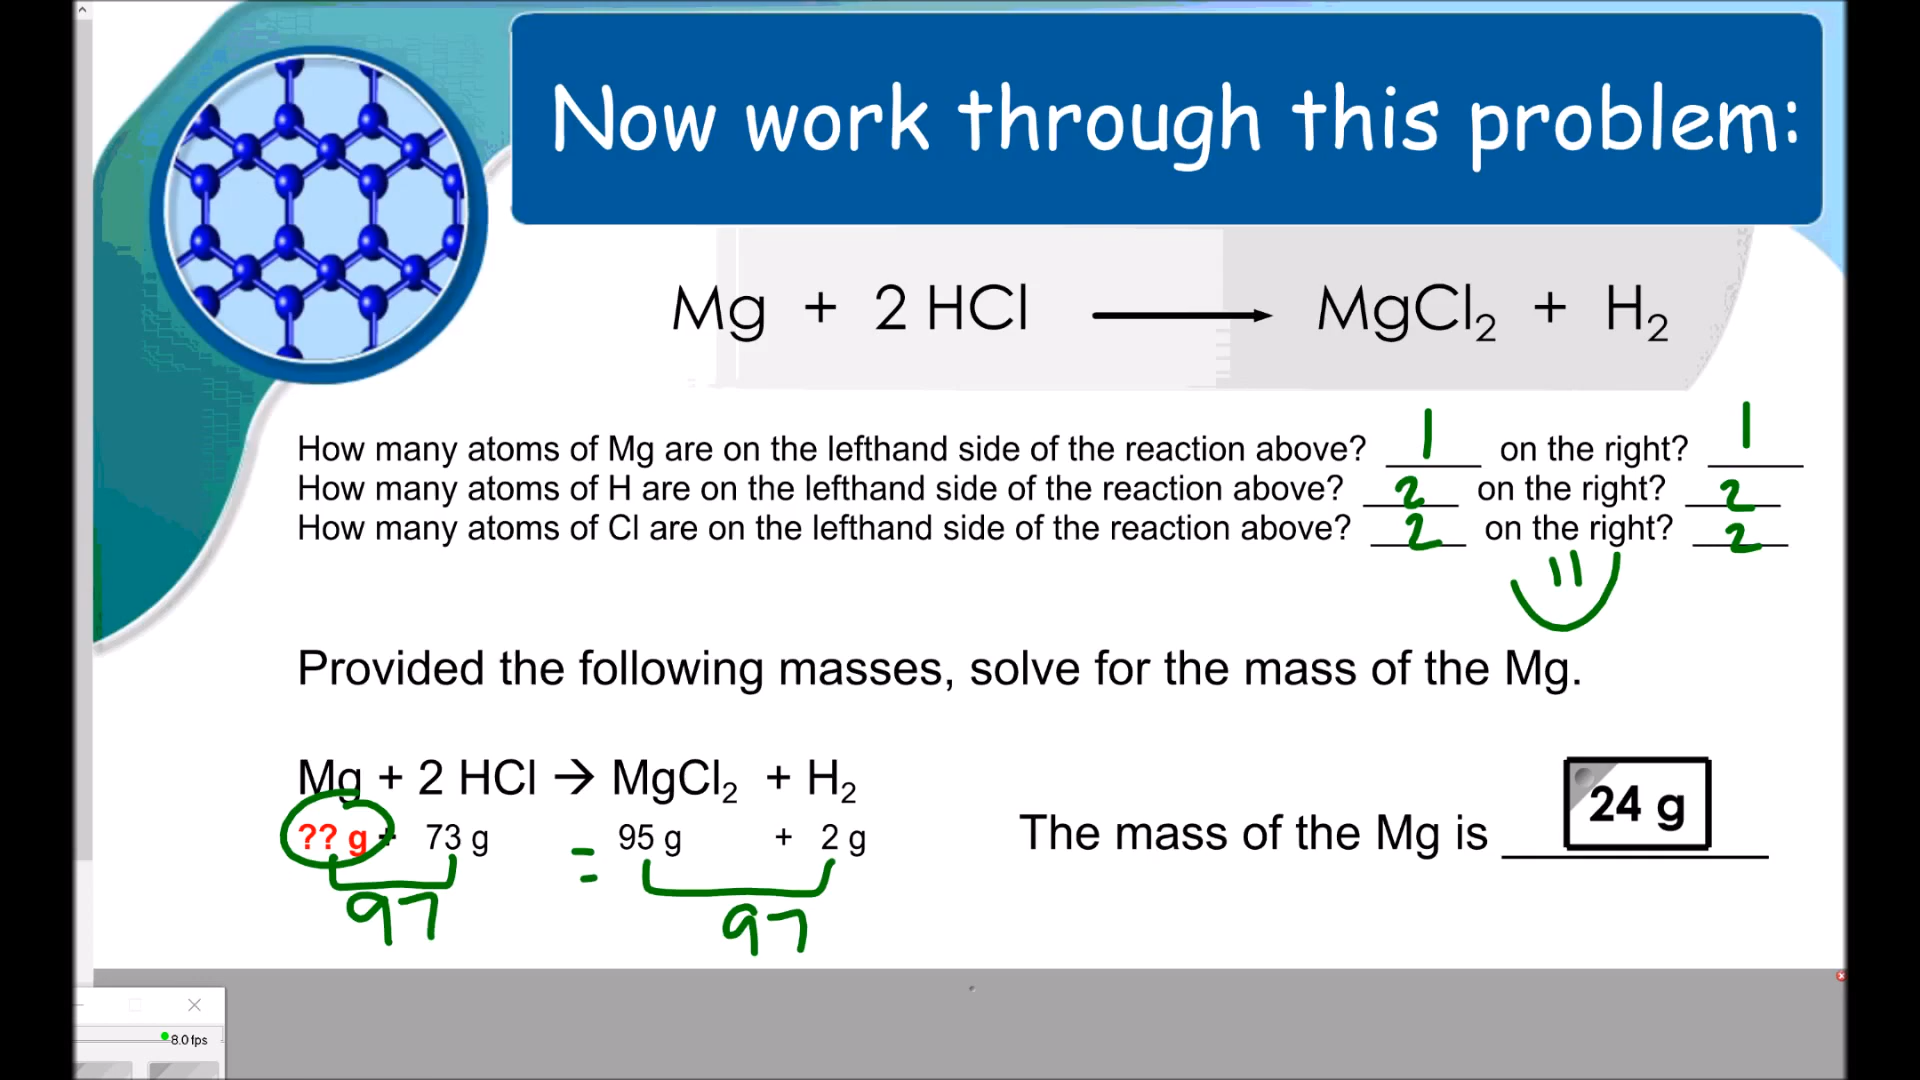 Now work through this problem:
Mg + 2 HCl ⟶ MgCl₂ + H₂
How many atoms of Mg are on the lefthand side of the reaction above? 1 on the right? 1
How many atoms of H are on the lefthand side of the reaction above? 2 on the right? 2
How many atoms of Cl are on the lefthand side of the reaction above? 2 on the right? 2
Provided the following masses, solve for the mass of the Mg.
Mg + 2 HCl → MgCl₂ + H₂
?? g + 73 g = 95 g + 2 g
97 97
The mass of the Mg is 24 g
8.0 fps